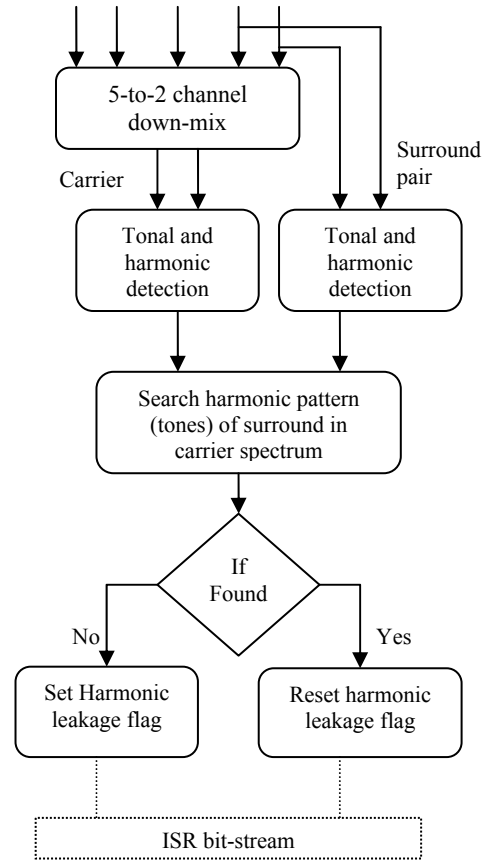 5-to-2 channel
down-mix
Carrier
Surround
pair
Tonal and
harmonic
detection
Tonal and
harmonic
detection
Search harmonic pattern
(tones) of surround in
carrier spectrum
If
Found
No
Yes
Set Harmonic
leakage flag
Reset harmonic
leakage flag
ISR bit-stream